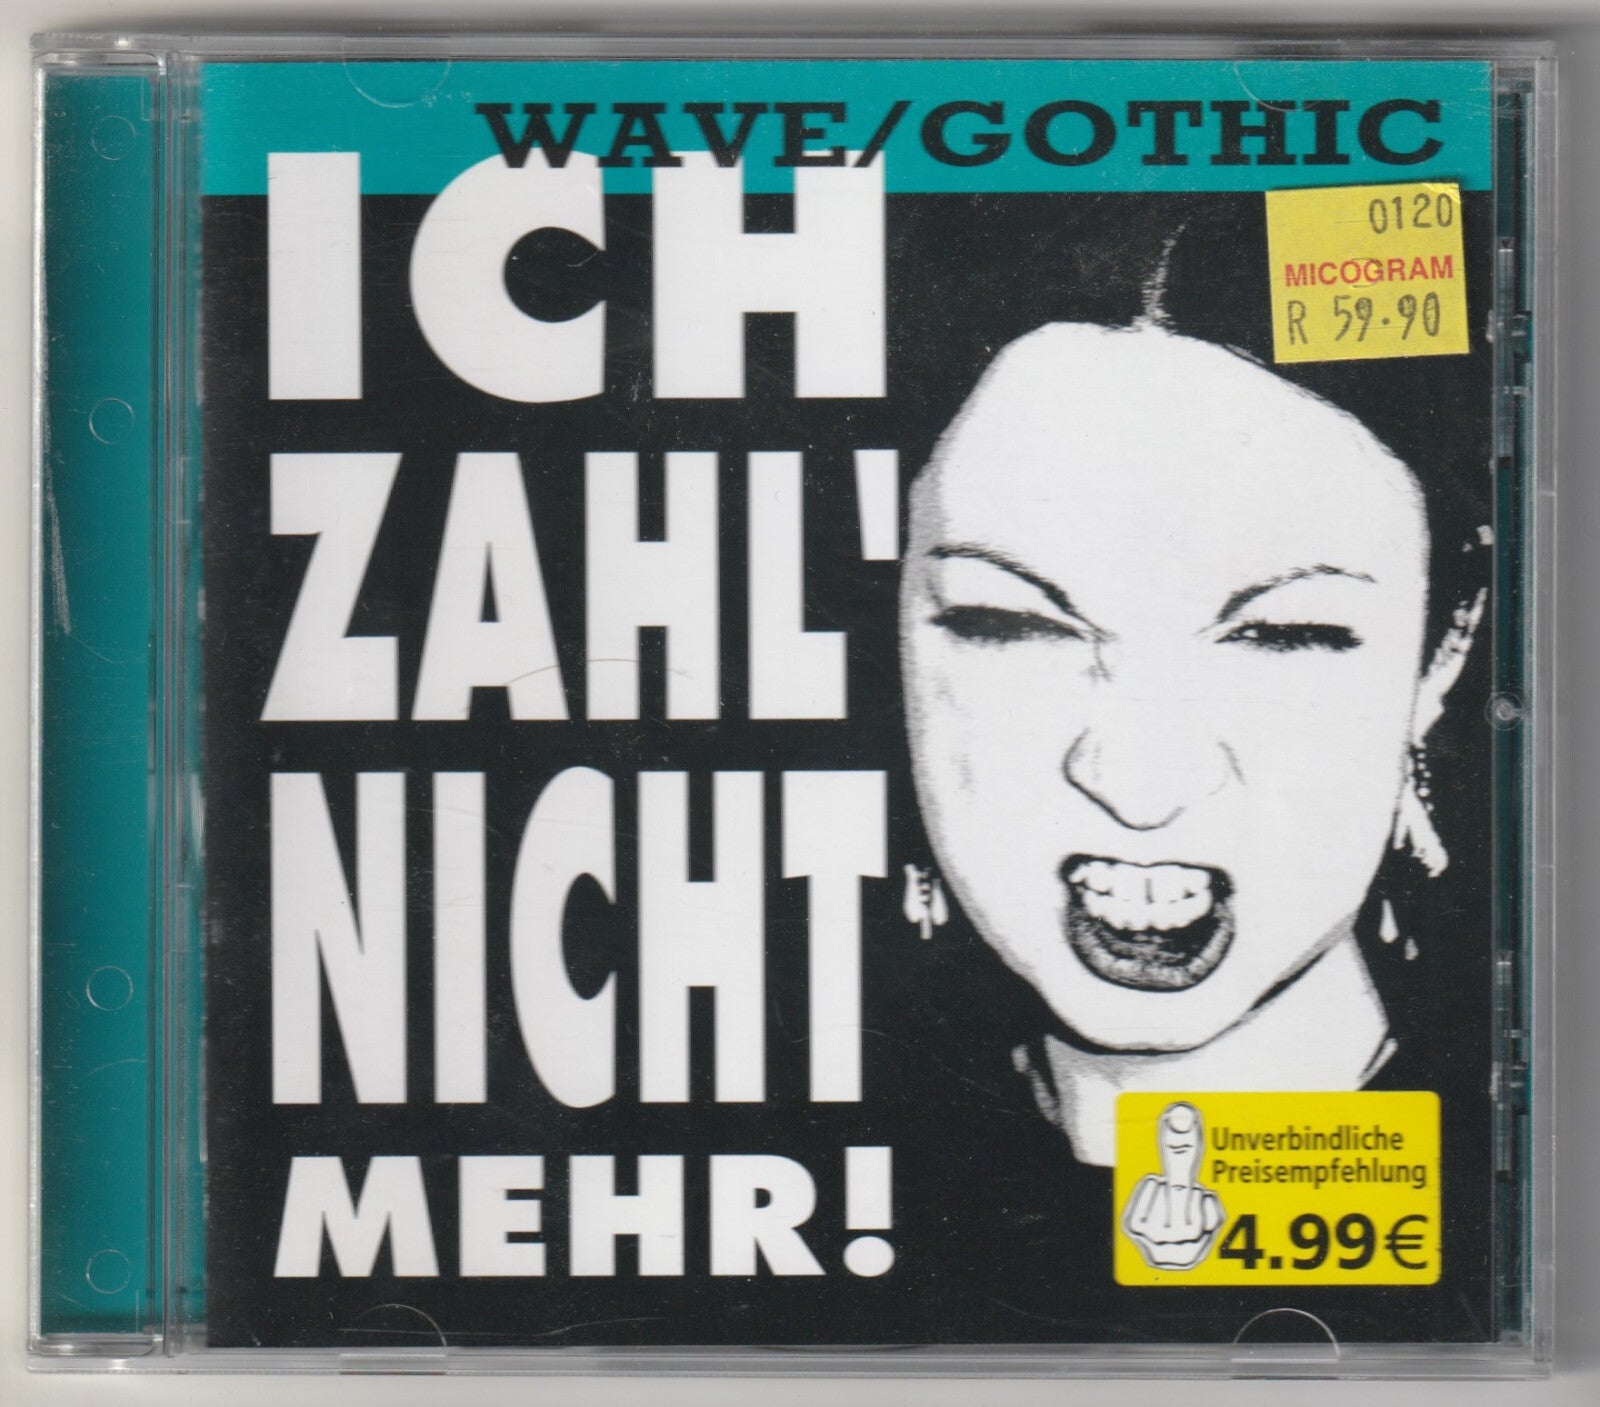 WAVE/GOTHIC
ICH
ZAHL'
NICHT
MEHR!
0120
MICOGRAM
R 59.90
Unverbindliche
Preisempfehlung
4.99€